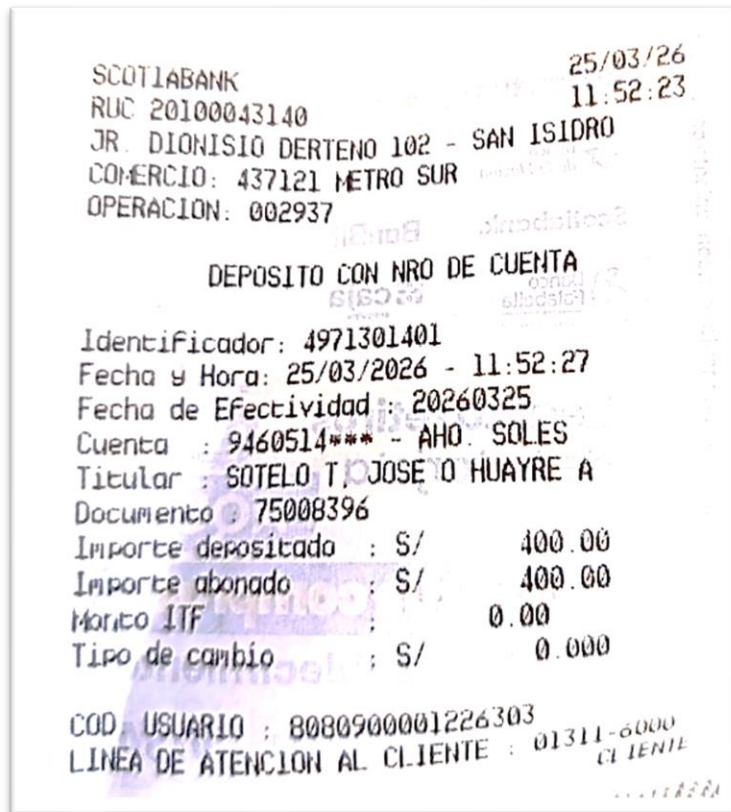 SCOTIABANK 25/03/26
RUC 20100043140 11:52:23
JR. DIONISIO DERTENO 102 - SAN ISIDRO
COMERCIO: 437121 METRO SUR
OPERACION: 002937
DEPOSITO CON NRO DE CUENTA
Identificador: 4971301401
Fecha y Hora: 25/03/2026 - 11:52:27
Fecha de Efectividad : 20260325
Cuenta : 9460514*** - AHO. SOLES
Titular : SOTELO T, JOSE O HUAYRE A
Documento : 75008396
Importe depositado : S/ 400.00
Importe abonado : S/ 400.00
Monto ITF : 0.00
Tipo de cambio : S/ 0.000
COD. USUARIO : 8080900001226303
LINEA DE ATENCION AL CLIENTE : 01311-6000
CLIENTE